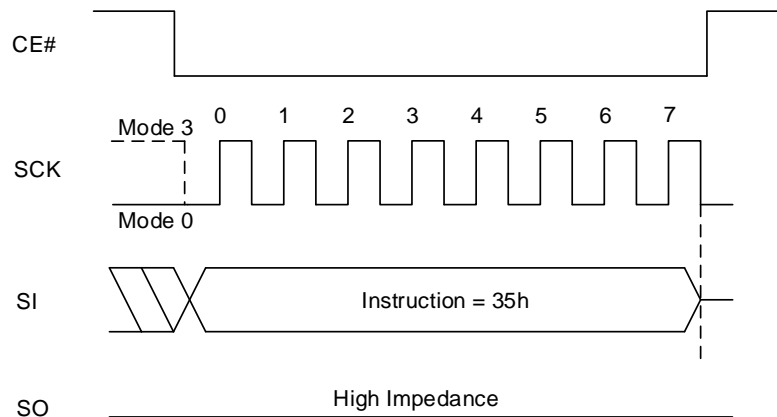 CE#
0 1 2 3 4 5 6 7
Mode 3
SCK
Mode 0
SI
Instruction = 35h
High Impedance
SO